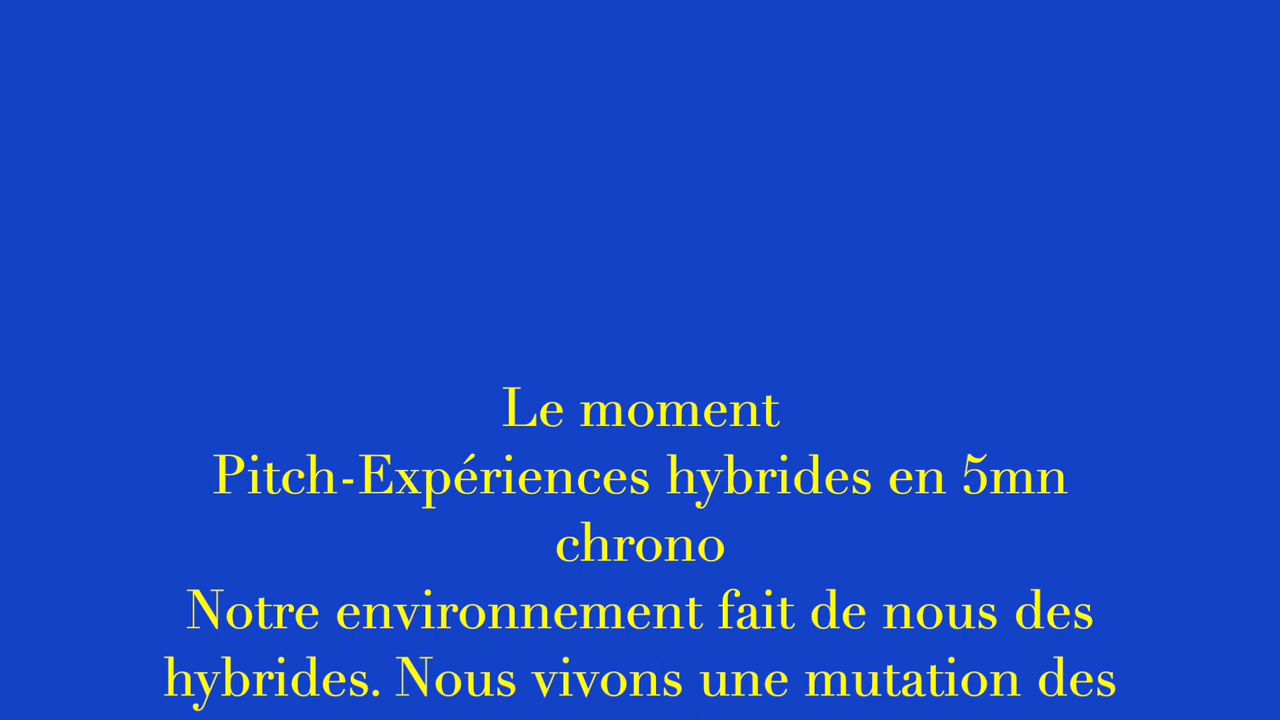 Le moment
Pitch-Expériences hybrides en 5mn
chrono
Notre environnement fait de nous des
hybrides. Nous vivons une mutation des